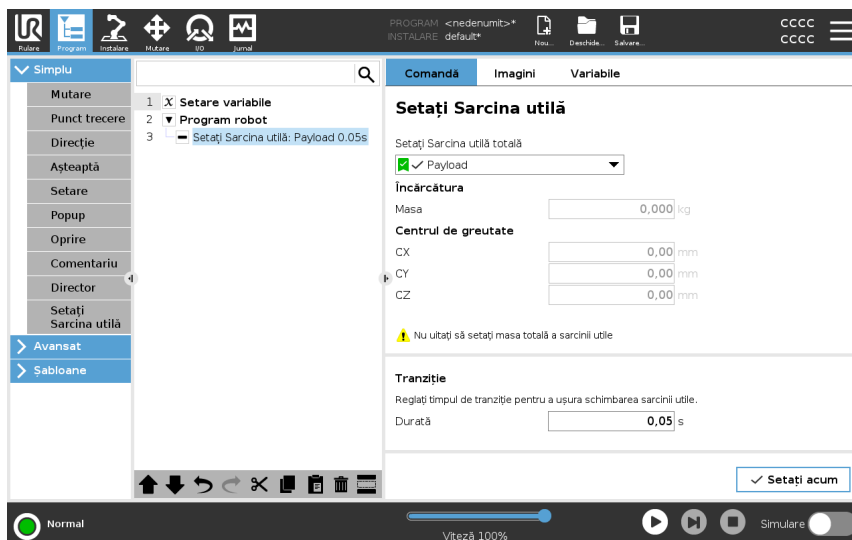 PROGRAM <nedenumit>*
INSTALARE default*
CCCC
CCCC
Rulare Program Instalare Mutare I/O Jurnal Nou... Deschide... Salvare...
Simplu
Mutare
Punct trecere
Direcție
Așteaptă
Setare
Popup
Oprire
Comentariu
Director
Setați
Sarcina utilă
Avansat
Șabloane
1 X Setare variabile
2 Program robot
3 Setați Sarcina utilă: Payload 0.05s
Comandă Imagini Variabile
Setați Sarcina utilă
Setați Sarcina utilă totală
Payload
Încărcătura
Masa 0,000 kg
Centrul de greutate
CX 0,00 mm
CY 0,00 mm
CZ 0,00 mm
Nu uitați să setați masa totală a sarcinii utile
Tranziție
Reglați timpul de tranziție pentru a ușura schimbarea sarcinii utile.
Durată 0,05 s
Setați acum
Normal
Viteză 100%
Simulare